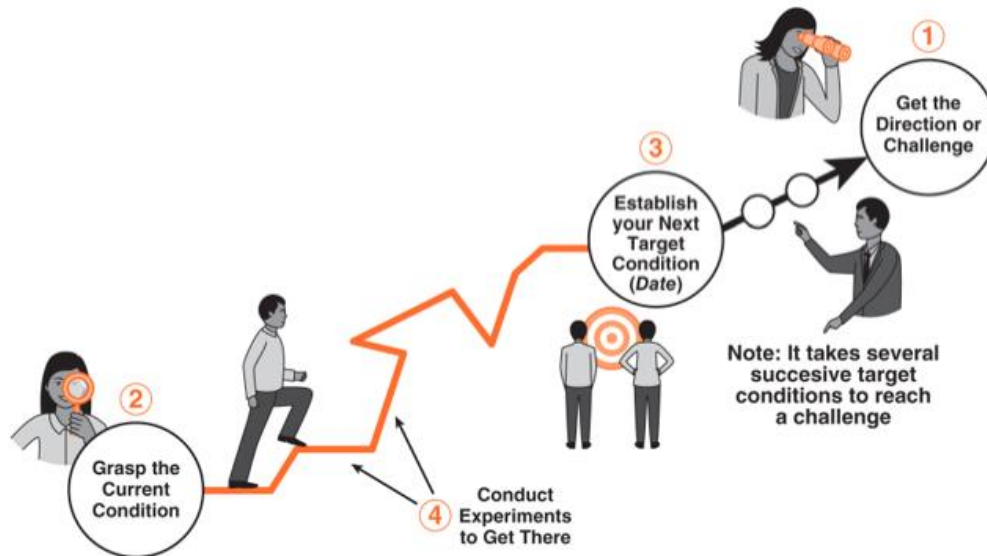 1
Get the
Direction or
Challenge
3
Establish
your Next
Target
Condition
(Date)
Note: It takes several
succesive target
conditions to reach
a challenge
2
Grasp the
Current
Condition
4
Conduct
Experiments
to Get There